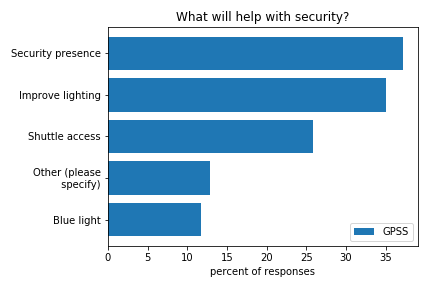 What will help with security?
Security presence
Improve lighting
Shuttle access
Other (please
specify)
Blue light
0 5 10 15 20 25 30 35
percent of responses
GPSS